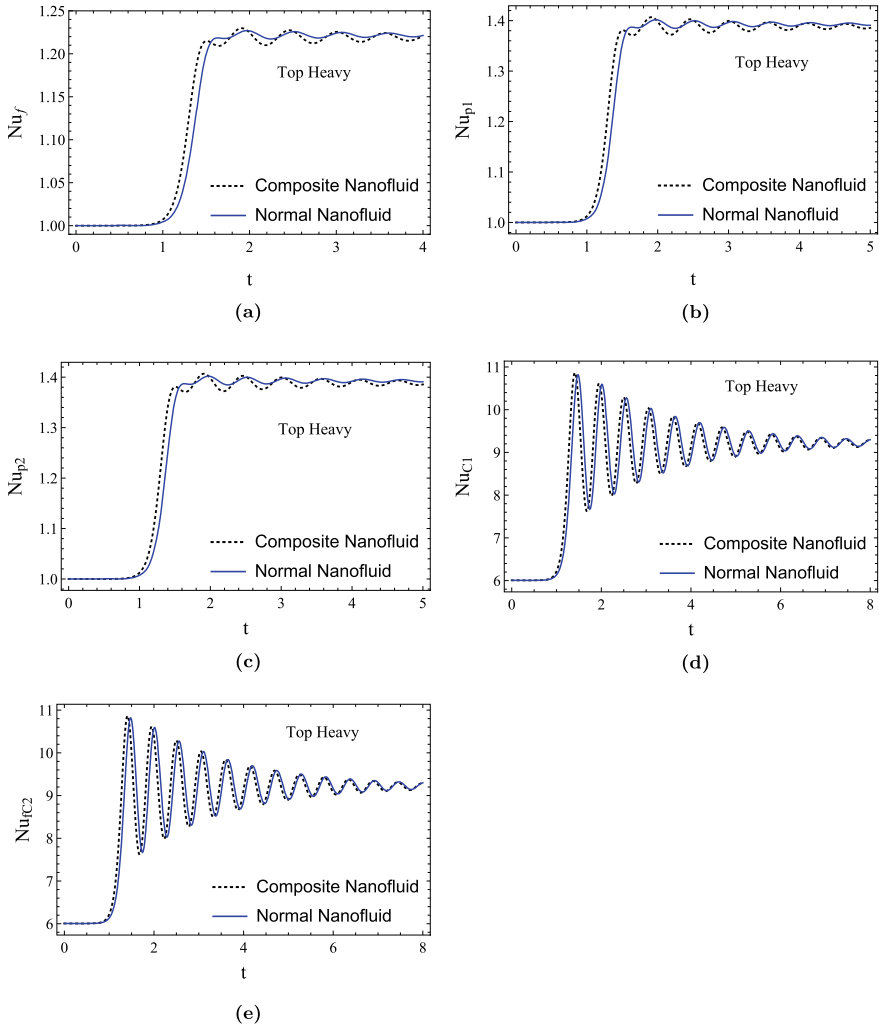 1.25
1.20
1.15
1.10
1.05
1.00
Nu_f
Top Heavy
Composite Nanofluid
Normal Nanofluid
0 1 2 3 4
t
(a)
1.4
1.3
1.2
1.1
1.0
Nu_p1
Top Heavy
Composite Nanofluid
Normal Nanofluid
0 1 2 3 4 5
t
(b)
1.4
1.3
1.2
1.1
1.0
Nu_p2
Top Heavy
Composite Nanofluid
Normal Nanofluid
0 1 2 3 4 5
t
(c)
11
10
9
8
7
6
Nu_C1
Top Heavy
Composite Nanofluid
Normal Nanofluid
0 2 4 6 8
t
(d)
11
10
9
8
7
6
Nu_fC2
Top Heavy
Composite Nanofluid
Normal Nanofluid
0 2 4 6 8
t
(e)